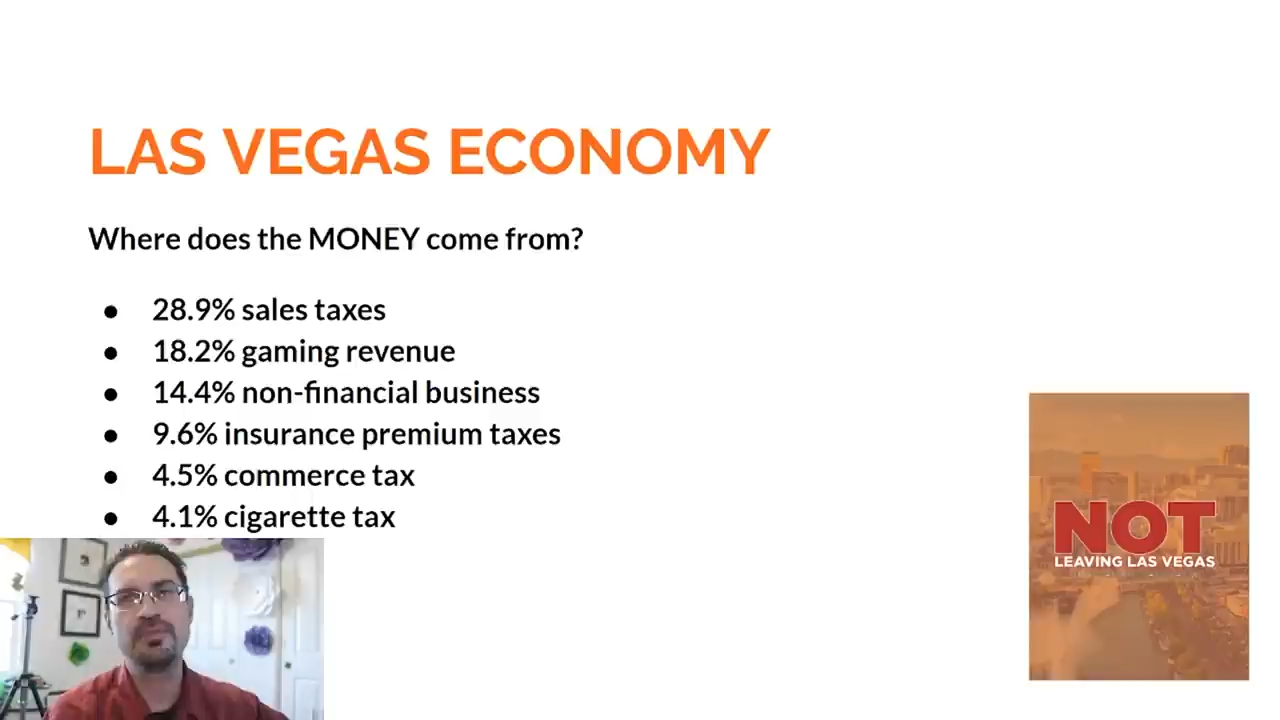 LAS VEGAS ECONOMY
Where does the MONEY come from?
● 28.9% sales taxes
● 18.2% gaming revenue
● 14.4% non-financial business
● 9.6% insurance premium taxes
● 4.5% commerce tax
● 4.1% cigarette tax
NOT
LEAVING LAS VEGAS